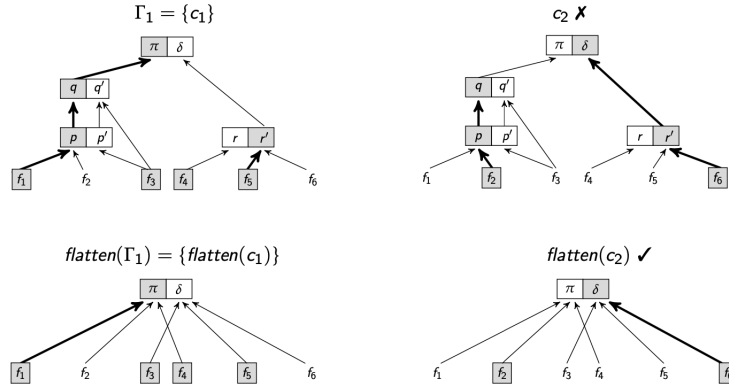 Γ₁ = {c₁}
c₂ ✗
π δ
π δ
q q′
q q′
p p′
r r′
p p′
r r′
f₁ f₂ f₃ f₄ f₅ f₆
f₁ f₂ f₃ f₄ f₅ f₆
flatten(Γ₁) = {flatten(c₁)}
flatten(c₂) ✓
π δ
π δ
f₁ f₂ f₃ f₄ f₅ f₆
f₁ f₂ f₃ f₄ f₅